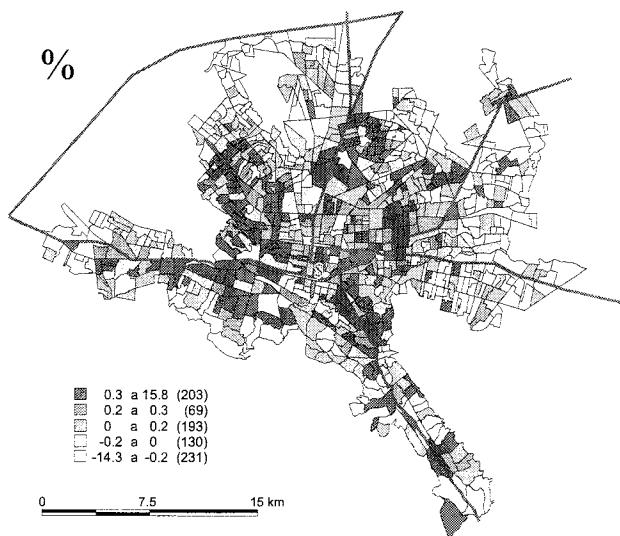 %
S
0.3 a 15.8 (203)
0.2 a 0.3 (69)
0 a 0.2 (193)
-0.2 a 0 (130)
-14.3 a -0.2 (231)
0 7.5 15 km